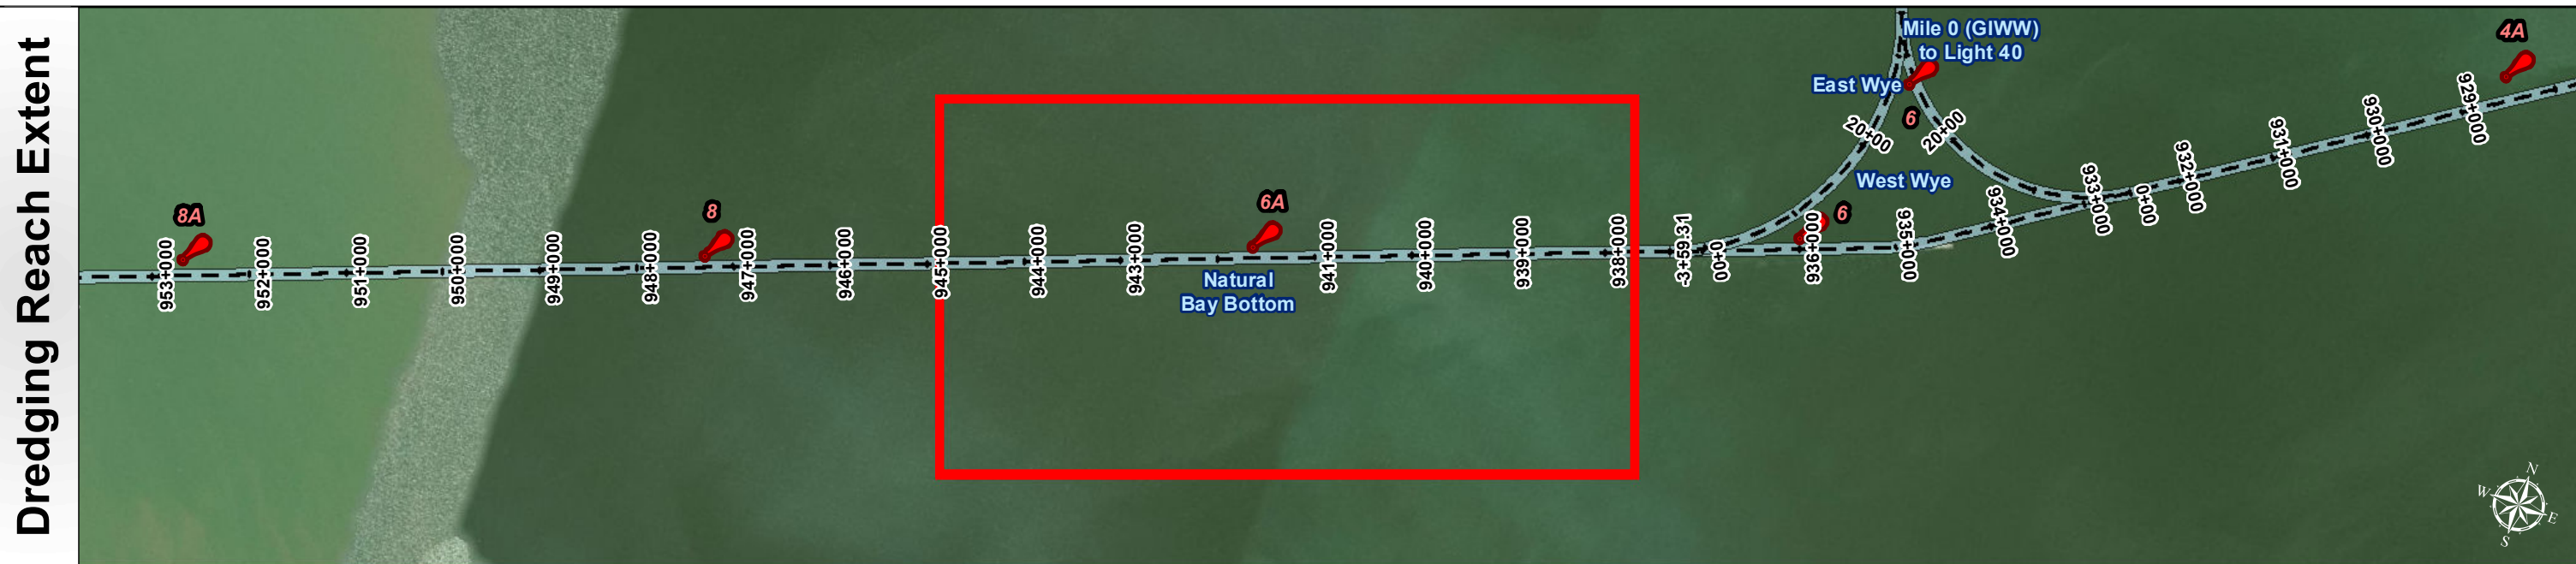 Dredging Reach Extent
Mile 0 (GIWW)
to Light 40
4A
East Wye
6
20+00
20+00
West Wye
8A
8
6A
6
953+000
952+000
951+000
950+000
949+000
948+000
947+000
946+000
945+000
944+000
943+000
941+000
940+000
939+000
938+000
-3+59.31
0+00
936+000
935+000
934+000
933+000
0+00
932+000
931+000
930+000
929+000
Natural
Bay Bottom
N
W
E
S